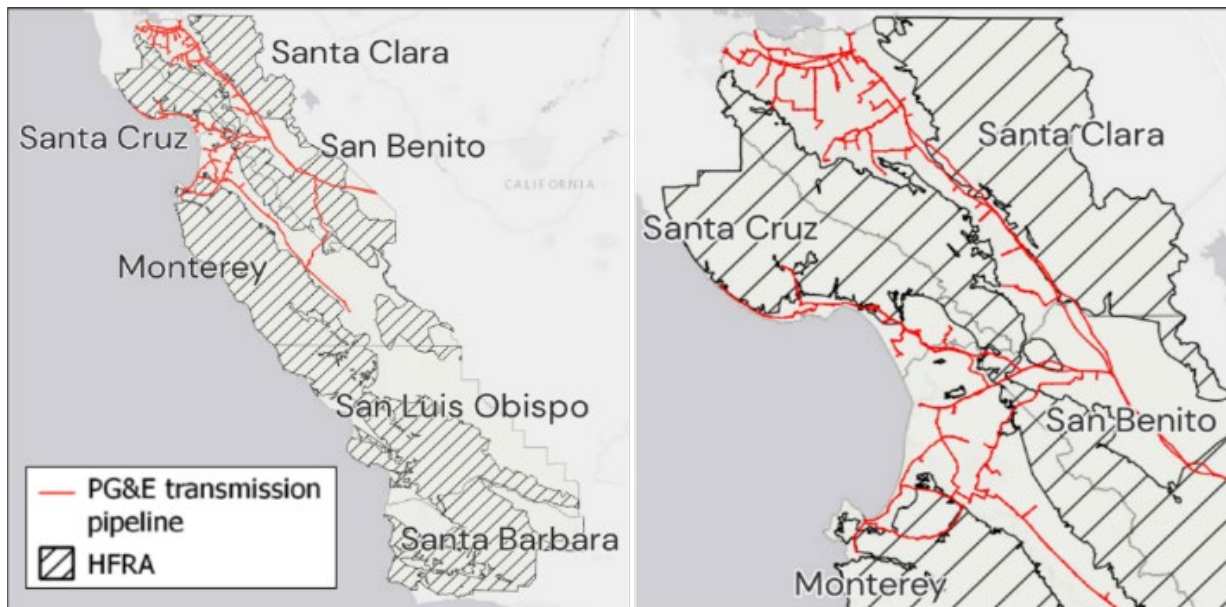 Santa Clara
Santa Cruz
San Benito
CALIFORNIA
Monterey
San Luis Obispo
Santa Barbara
PG&E transmission
pipeline
HFRA
Santa Clara
Santa Cruz
San Benito
Monterey